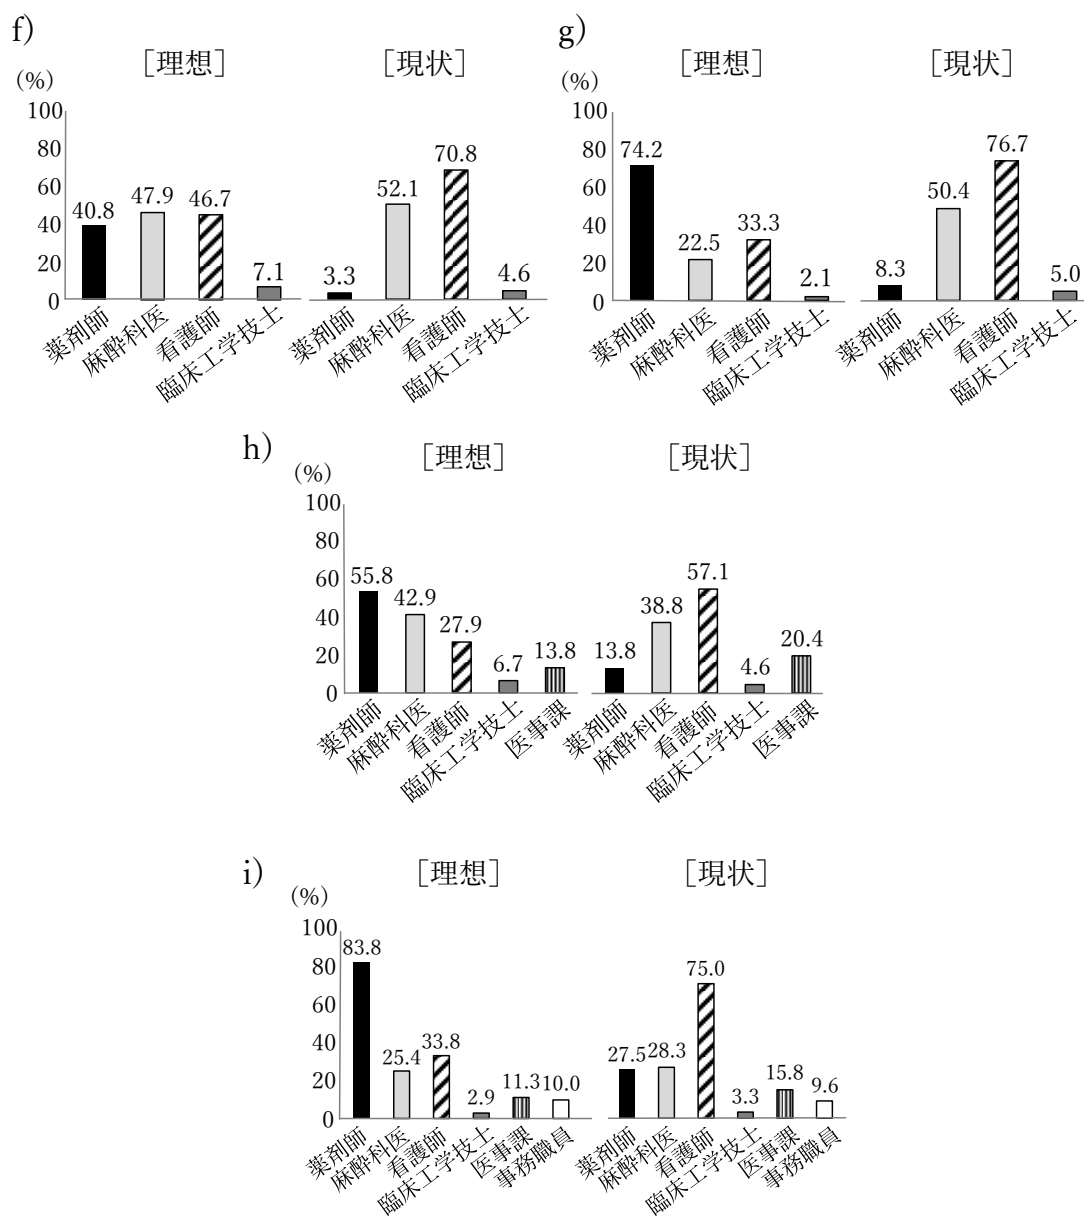 f)
[理想] [現状]
(%)
100
80
60
40
20
0
40.8 47.9 46.7 7.1
3.3 52.1 70.8 4.6
薬剤師 麻酔科医 看護師 臨床工学技士
薬剤師 麻酔科医 看護師 臨床工学技士
g)
[理想] [現状]
(%)
100
80
60
40
20
0
74.2 22.5 33.3 2.1
8.3 50.4 76.7 5.0
薬剤師 麻酔科医 看護師 臨床工学技士
薬剤師 麻酔科医 看護師 臨床工学技士
h)
[理想] [現状]
(%)
100
80
60
40
20
0
55.8 42.9 27.9 6.7 13.8
13.8 38.8 57.1 4.6 20.4
薬剤師 麻酔科医 看護師 臨床工学技士 医事課
薬剤師 麻酔科医 看護師 臨床工学技士 医事課
i)
[理想] [現状]
(%)
100
80
60
40
20
0
83.8 25.4 33.8 2.9 11.3 10.0
27.5 28.3 75.0 3.3 15.8 9.6
薬剤師 麻酔科医 看護師 臨床工学技士 医事課 事務職員
薬剤師 麻酔科医 看護師 臨床工学技士 医事課 事務職員